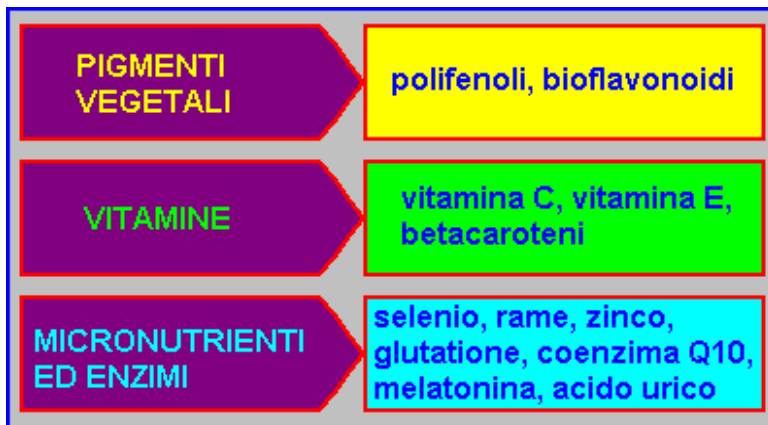 PIGMENTI
VEGETALI
polifenoli, bioflavonoidi
VITAMINE
vitamina C, vitamina E,
betacaroteni
MICRONUTRIENTI
ED ENZIMI
selenio, rame, zinco,
glutatione, coenzima Q10,
melatonina, acido urico